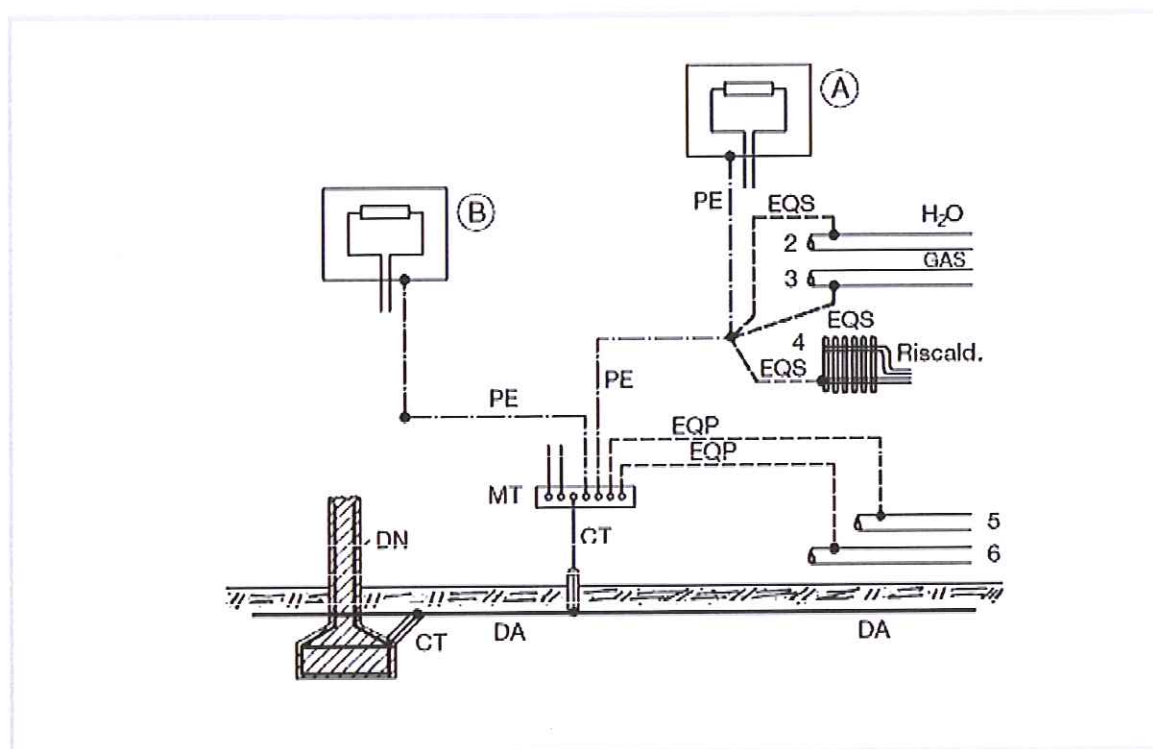 A
PE
EQS
H₂O
2
B
GAS
3
EQS
4
Riscald.
EQS
PE
PE
EQP
EQP
MT
5
CT
DN
6
CT
DA
DA